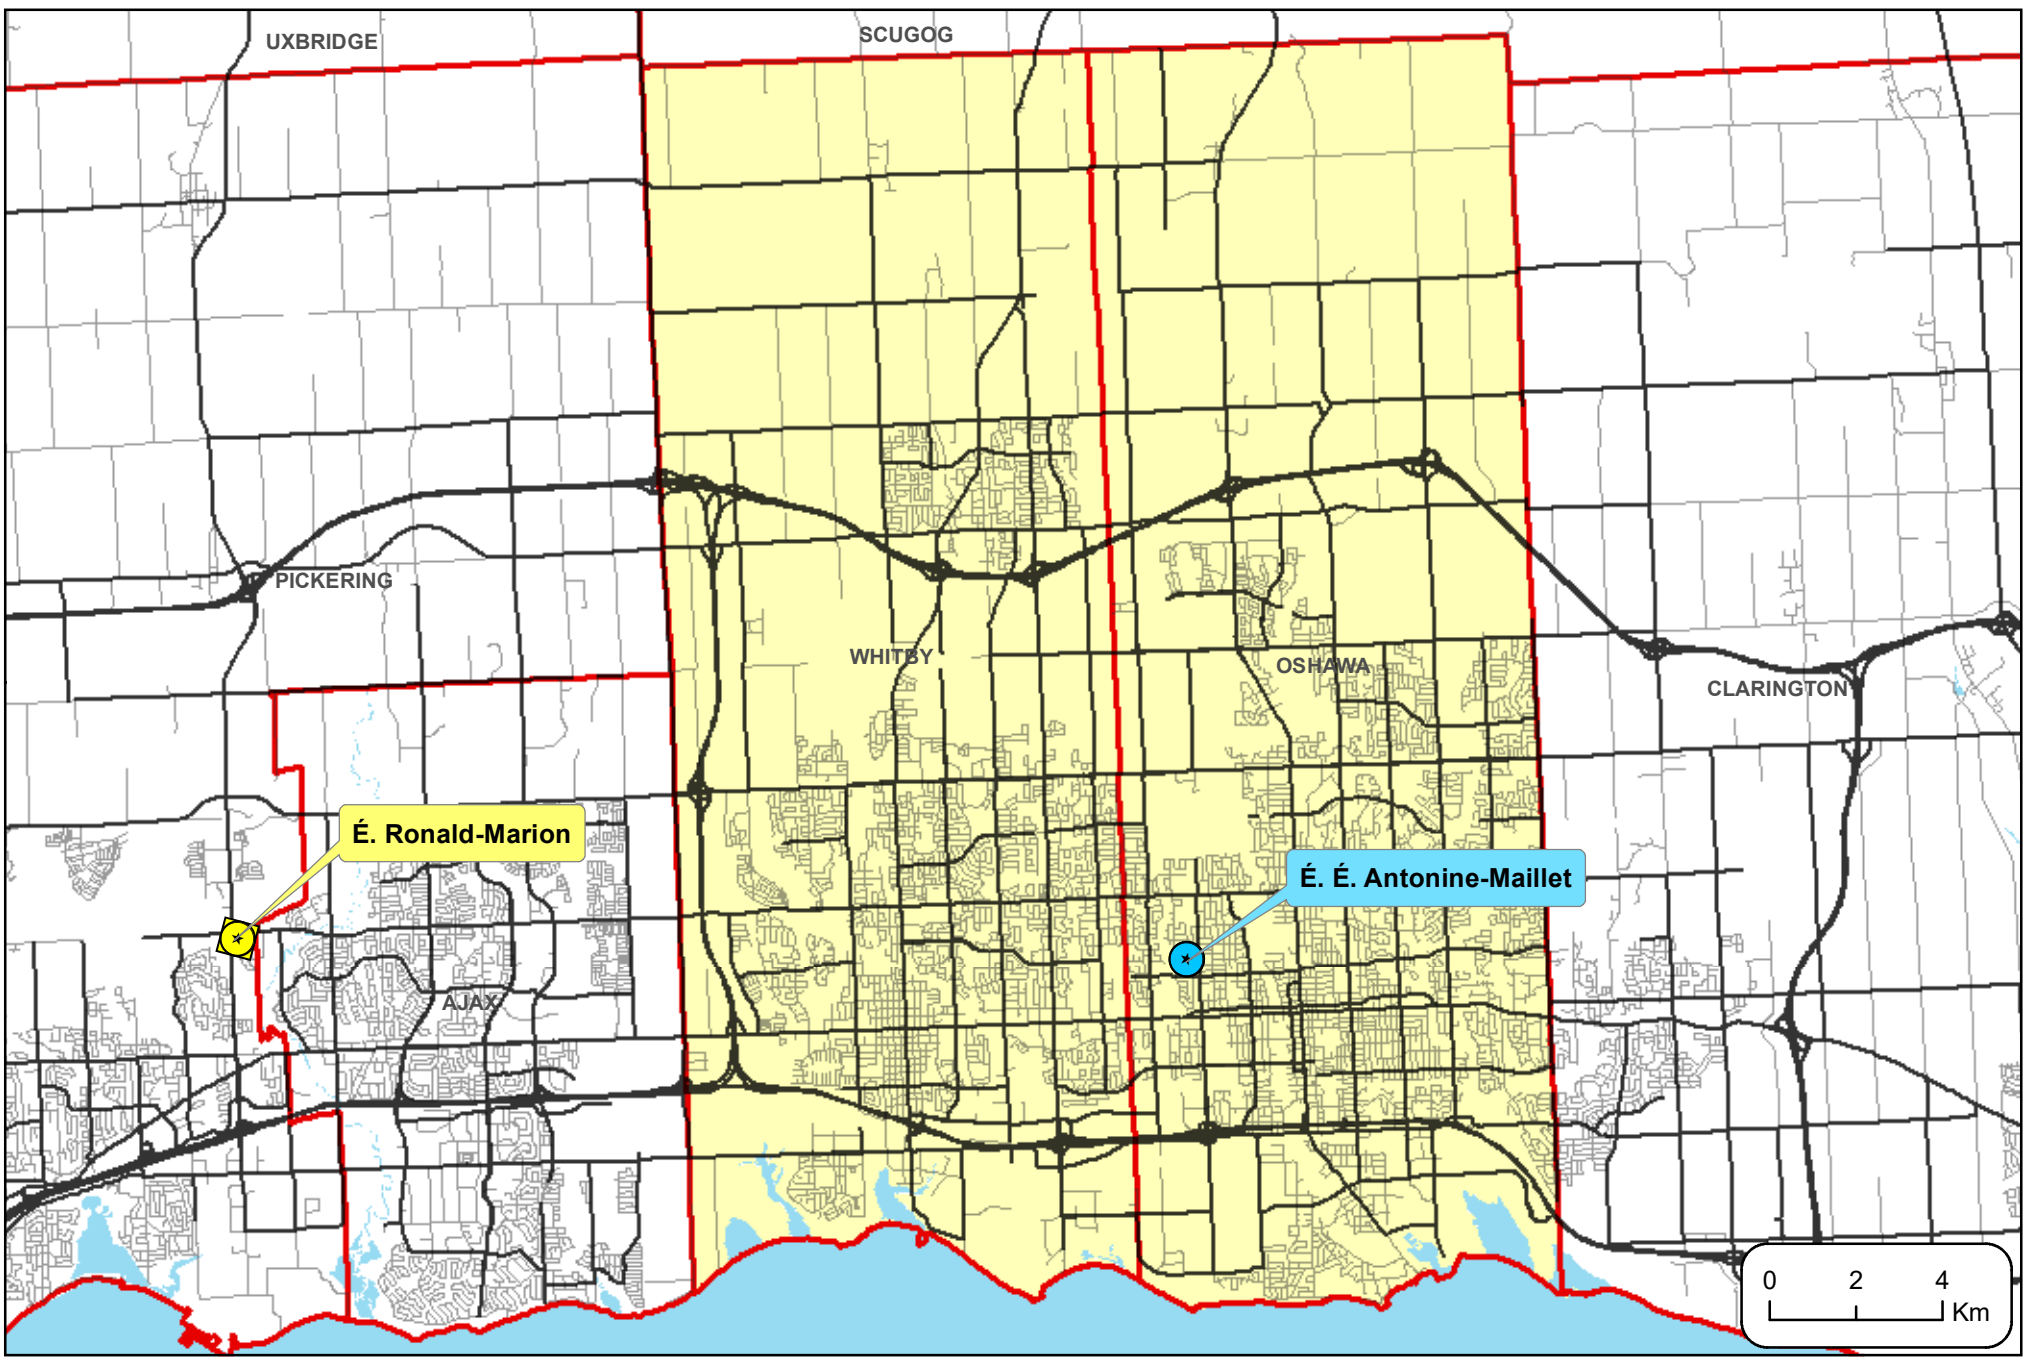 UXBRIDGE
SCUGOG
PICKERING
WHITBY
OSHAWA
CLARINGTON
É. Ronald-Marion
É. É. Antonine-Maillet
AJAX
0 2 4
Km